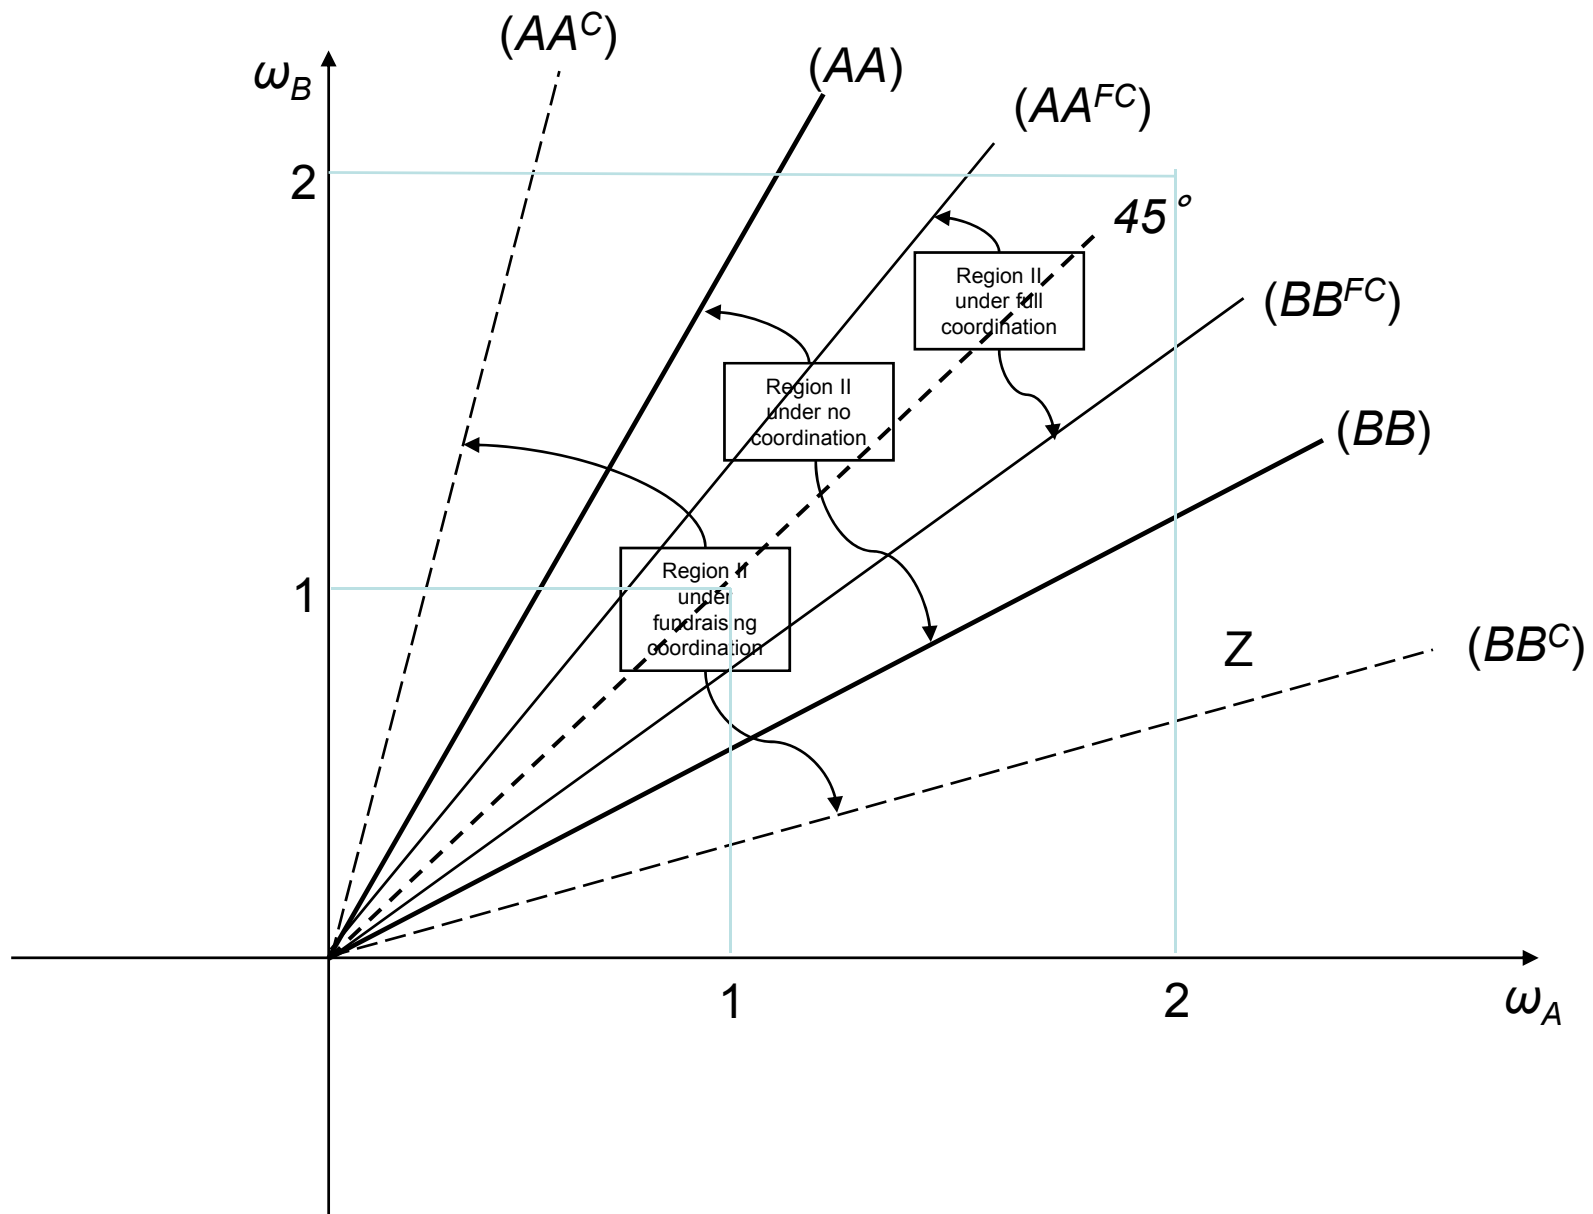 (AA^C)
ω_B
(AA)
(AA^FC)
2
45°
Region II
under full
coordination
(BB^FC)
Region II
under no
coordination
(BB)
Region II
under
fundraising
coordination
1
Z
(BB^C)
1
2
ω_A